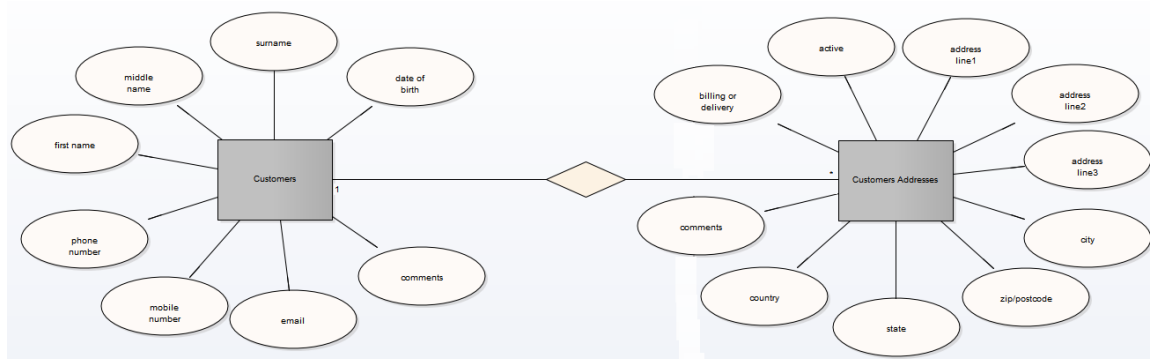 surname
middle
name
date of
birth
first name
Customers
1
phone
number
mobile
number
email
comments
active
address
line1
billing or
delivery
address
line2
address
line3
*
Customers Addresses
comments
city
country
zip/postcode
state